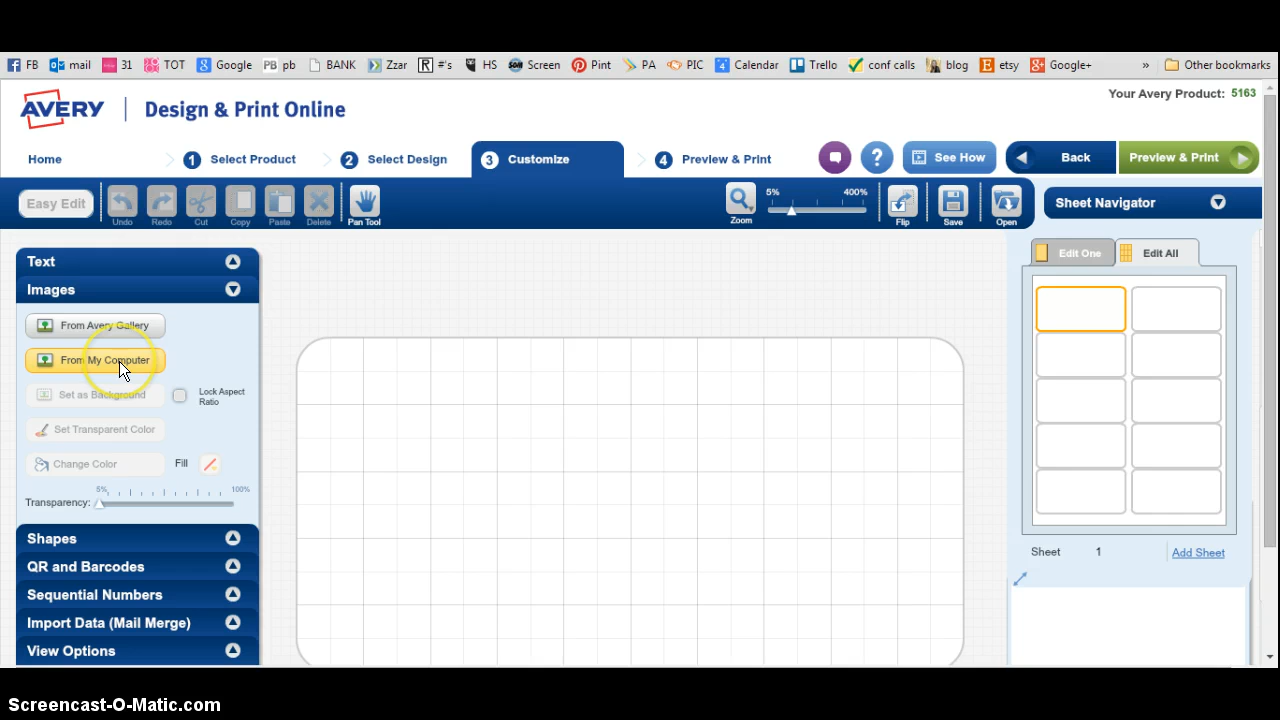 FB mail 31 TOT Google PB pb BANK Zzar R #'s HS SOM Screen Pint PA PIC 4 Calendar Trello conf calls blog E etsy g+ Google+ » Other bookmarks
AVERY Design & Print Online
Your Avery Product: 5163
Home 1 Select Product 2 Select Design 3 Customize 4 Preview & Print ? See How Back Preview & Print
Easy Edit Undo Redo Cut Copy Paste Delete Pan Tool Zoom 5% 400% Flip Save Open Sheet Navigator
Text
Images
From Avery Gallery
From My Computer
Set as Background Lock Aspect
Ratio
Set Transparent Color
Change Color Fill
5% 100%
Transparency:
Shapes
QR and Barcodes
Sequential Numbers
Import Data (Mail Merge)
View Options
Edit One Edit All
Sheet 1 Add Sheet
Screencast-O-Matic.com